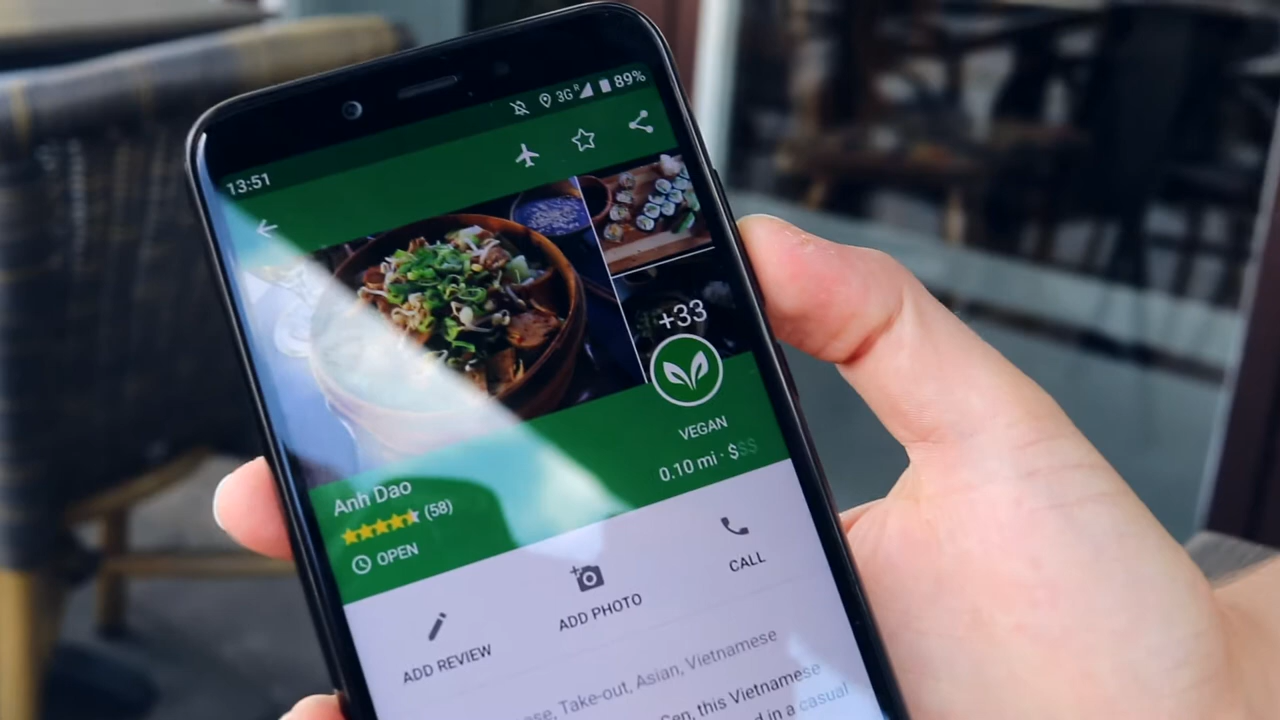 13:51
3G R 89%
+33
VEGAN
0.10 mi · $$$
Anh Dao
(58)
OPEN
ADD REVIEW
ADD PHOTO
CALL
Take-out, Asian, Vietnamese
this Vietnamese
in a casual